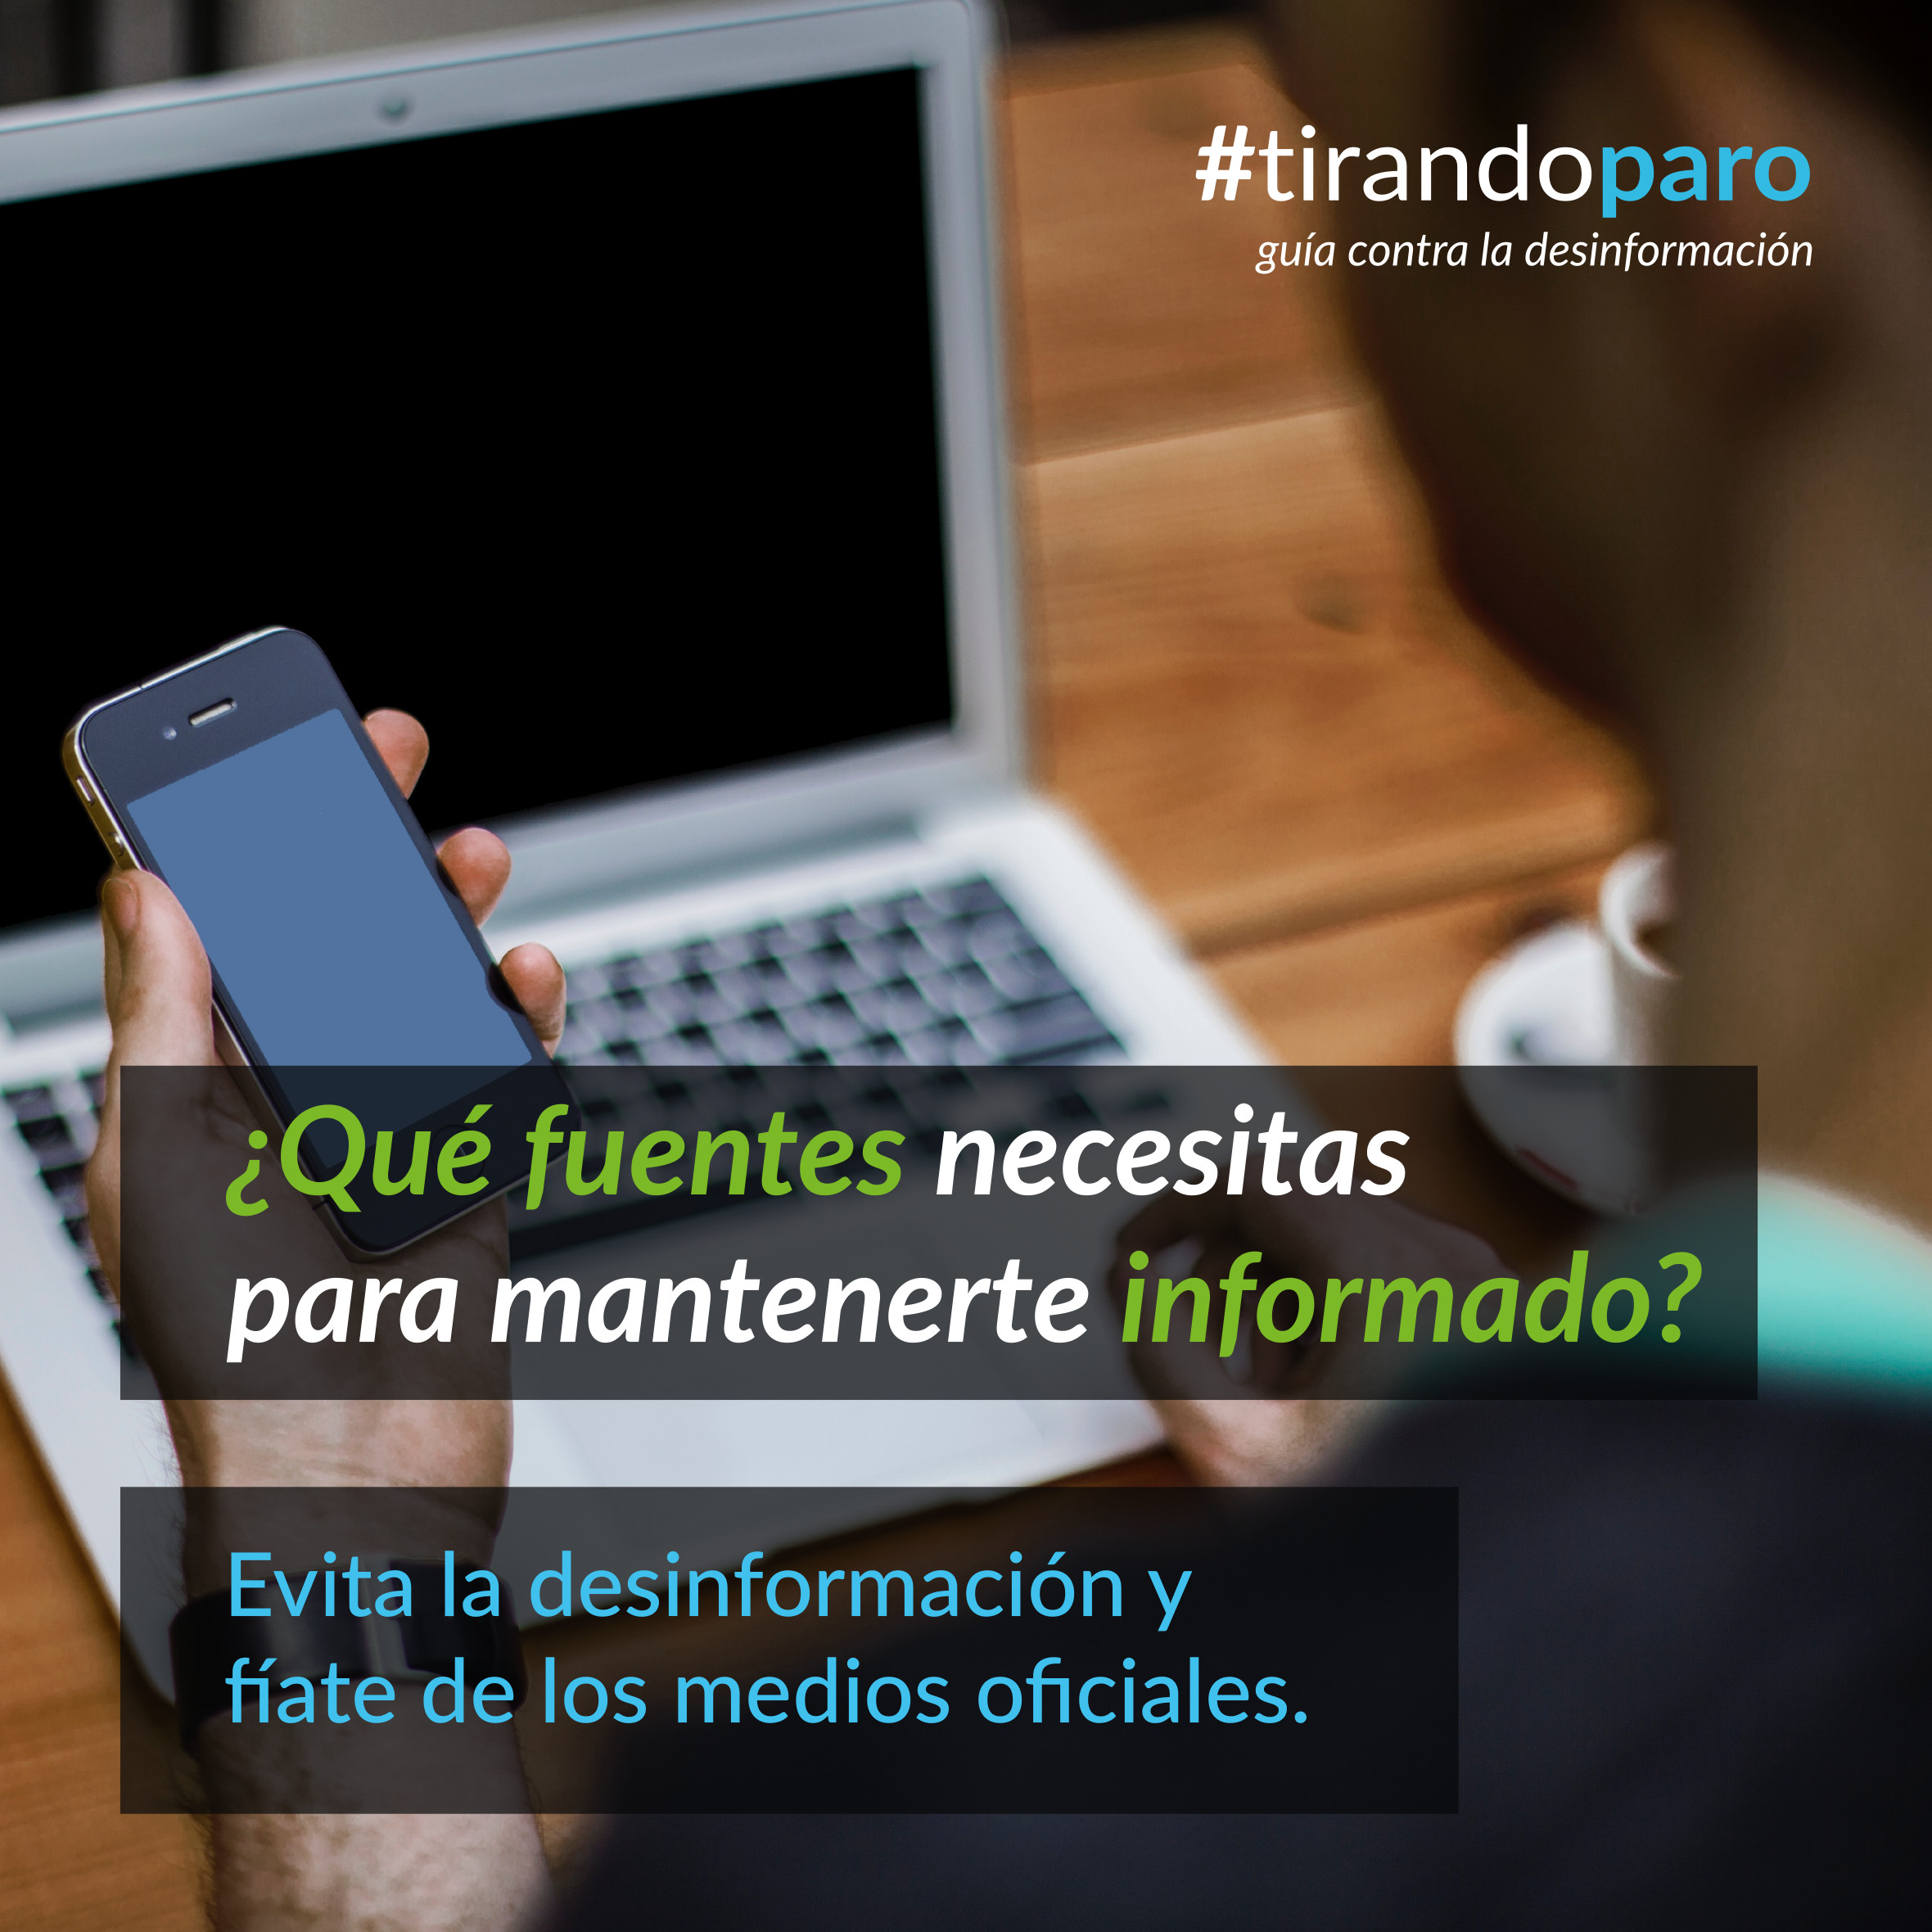 #tirandoparo
guía contra la desinformación
¿Qué fuentes necesitas
para mantenerte informado?
Evita la desinformación y
fíate de los medios oficiales.